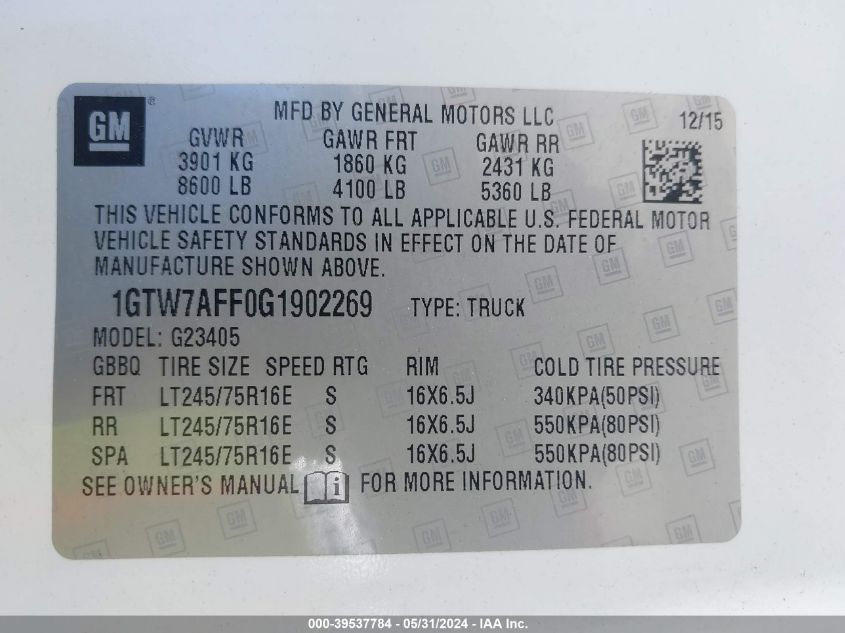 GM ® MFD BY GENERAL MOTORS LLC 12/15
GVWR GAWR FRT GAWR RR
3901 KG 1860 KG 2431 KG
8600 LB 4100 LB 5360 LB
THIS VEHICLE CONFORMS TO ALL APPLICABLE U.S. FEDERAL MOTOR
VEHICLE SAFETY STANDARDS IN EFFECT ON THE DATE OF
MANUFACTURE SHOWN ABOVE.
1GTW7AFF0G1902269 TYPE: TRUCK
MODEL: G23405
GBBQ TIRE SIZE SPEED RTG RIM COLD TIRE PRESSURE
FRT LT245/75R16E S 16X6.5J 340KPA(50PSI)
RR LT245/75R16E S 16X6.5J 550KPA(80PSI)
SPA LT245/75R16E S 16X6.5J 550KPA(80PSI)
SEE OWNER'S MANUAL i FOR MORE INFORMATION.
000-39537784 - 05/31/2024 - IAA Inc.